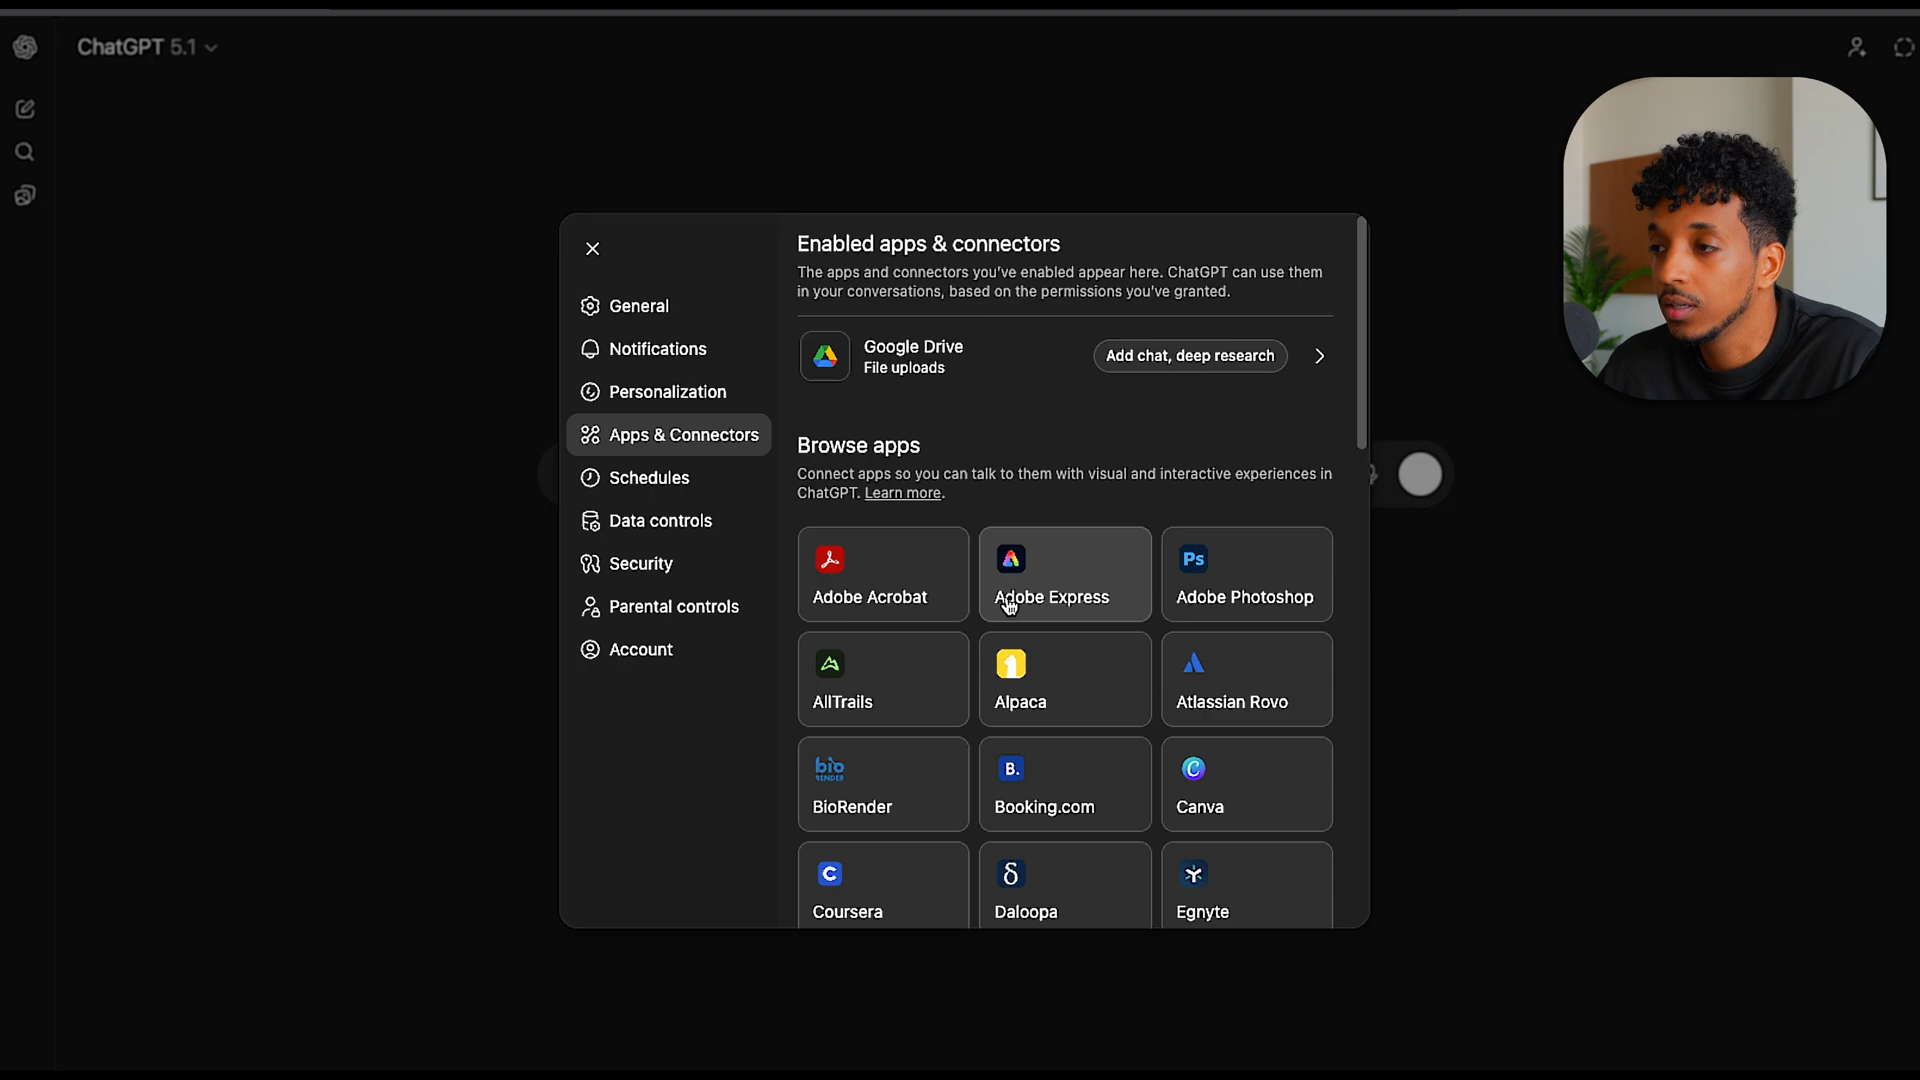 ChatGPT 5.1
Enabled apps & connectors
The apps and connectors you've enabled appear here. ChatGPT can use them
in your conversations, based on the permissions you've granted.
General
Notifications
Personalization
Apps & Connectors
Schedules
Data controls
Security
Parental controls
Account
Google Drive
File uploads
Add chat, deep research
Browse apps
Connect apps so you can talk to them with visual and interactive experiences in
ChatGPT. Learn more.
Adobe Acrobat
Adobe Express
Ps
Adobe Photoshop
AllTrails
Alpaca
Atlassian Rovo
bio
RENDER
BioRender
B.
Booking.com
C
Canva
C
Coursera
δ
Daloopa
Egnyte